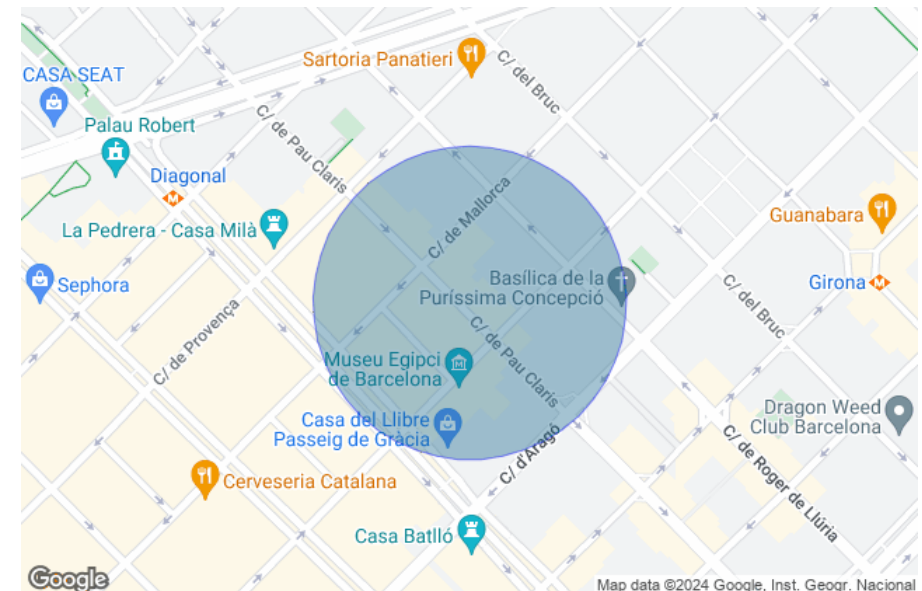 Sartoria Panatieri
C/ del Bruc
CASA SEAT
Palau Robert
C/ de Pau Claris
Diagonal
C/ de Mallorca
Guanabara
La Pedrera - Casa Milà
Basílica de la
Puríssima Concepció
Girona
Sephora
C/ del Bruc
C/ de Provença
C/ de Pau Claris
Museu Egipci
de Barcelona
Casa del Llibre
Passeig de Gràcia
Dragon Weed
Club Barcelona
C/ d'Aragó
C/ de Roger de Llúria
Cerveseria Catalana
Casa Batlló
Google
Map data ©2024 Google, Inst. Geogr. Nacional